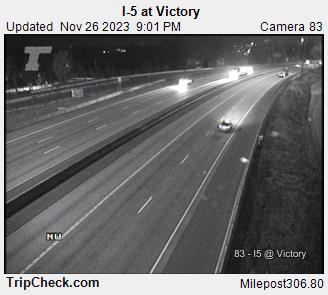 I-5 at Victory
Updated Nov 26 2023 9:01 PM Camera 83
NW
83 - I5 @ Victory
TripCheck.com Milepost306.80